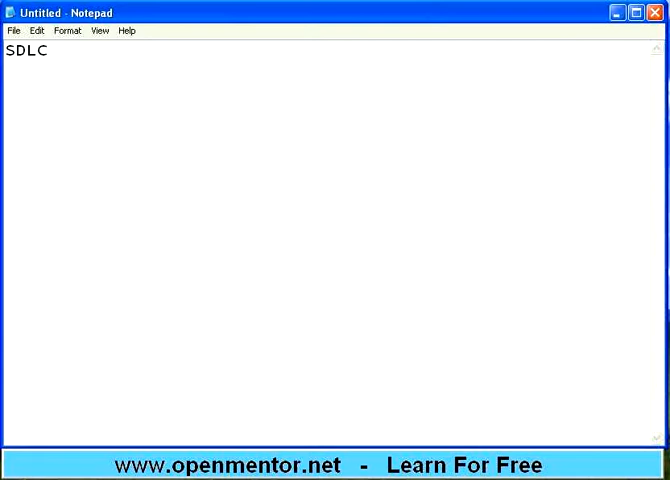 Untitled - Notepad
File Edit Format View Help
SDLC
www.openmentor.net - Learn For Free